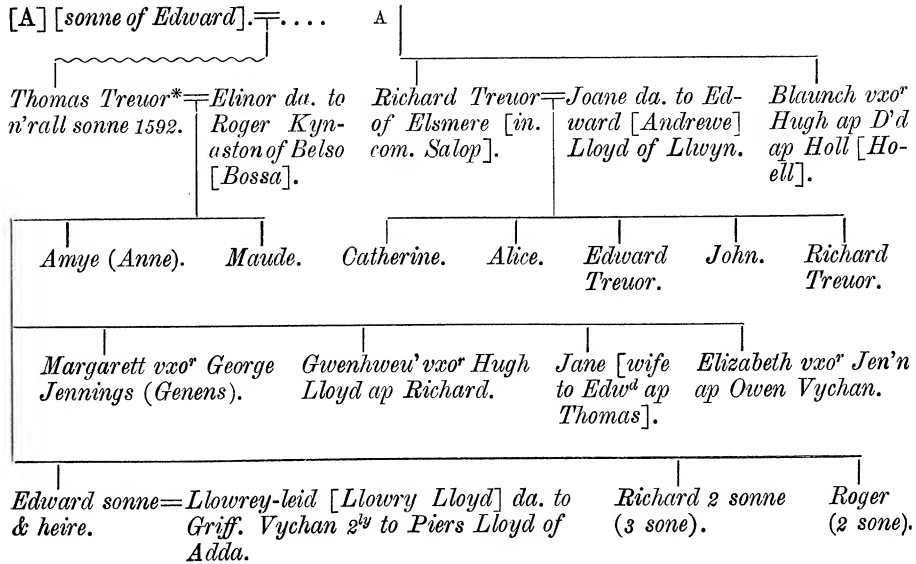 [A] [sonne of Edward].=.... A
Thomas Treuor*=Elinor da. to Richard Treuor=Joane da. to Ed- Blaunch vxoʳ
n'rall sonne 1592. Roger Kyn- of Elsmere [in. ward [Andrewe] Hugh ap D'd
aston of Belso com. Salop]. Lloyd of Llwyn. ap Holl [Ho-
[Bossa]. ell].
Amye (Anne). Maude. Catherine. Alice. Edward John. Richard
Treuor. Treuor.
Margarett vxoʳ George Gwenhweu' vxoʳ Hugh Jane [wife Elizabeth vxoʳ Jen'n
Jennings (Genens). Lloyd ap Richard. to Edwᵈ ap ap Owen Vychan.
Thomas].
Edward sonne=Llowrey-leid [Llowry Lloyd] da. to Richard 2 sonne Roger
& heire. Griff. Vychan 2ˡʸ to Piers Lloyd of (3 sone). (2 sone).
Adda.